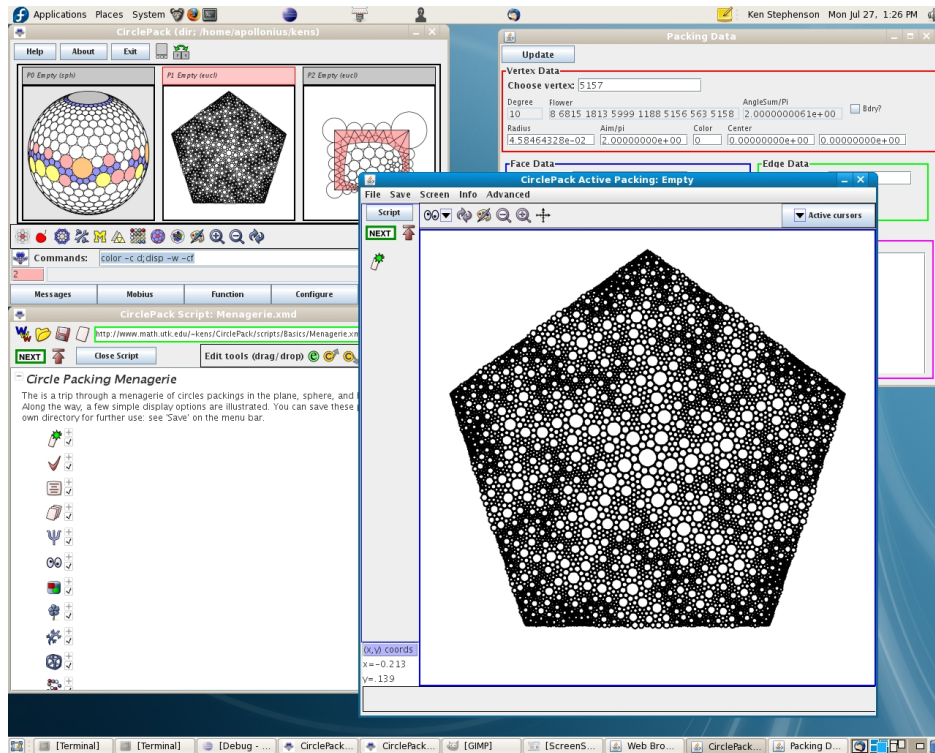 Applications Places System
Ken Stephenson Mon Jul 27, 1:26 PM
CirclePack (dir; /home/apollonius/kens)
Help About Exit
P0 Empty (sph) P1 Empty (eucl) P2 Empty (eucl)
Commands: color -c d;disp -w -cf
2
Messages Mobius Function Configure
Packing Data
Update
Vertex Data
Choose vertex: 5157
Degree Flower AngleSum/Pi
10 8 6815 1813 5999 1188 5156 563 5158 2.0000000061e+00 Bdry?
Radius Aim/pi Color Center
4.58464328e-02 2.00000000e+00 0 0.00000000e+00 0.00000000e+00
Face Data Edge Data
CirclePack Script: Menagerie.xmd
http://www.math.utk.edu/~kens/CirclePack/scripts/Basics/Menagerie.xm
NEXT Close Script Edit tools (drag/drop)
Circle Packing Menagerie
The is a trip through a menagerie of circles packings in the plane, sphere, and
Along the way, a few simple display options are illustrated. You can save these
own directory for further use: see 'Save' on the menu bar.
CirclePack Active Packing: Empty
File Save Screen Info Advanced
Script Active cursors
NEXT
(x,y) coords
x=-0.213
y=.139
[Terminal] [Terminal] [Debug - ... CirclePack... CirclePack... [GIMP] [ScreenS... Web Bro... CirclePack... Packing D...